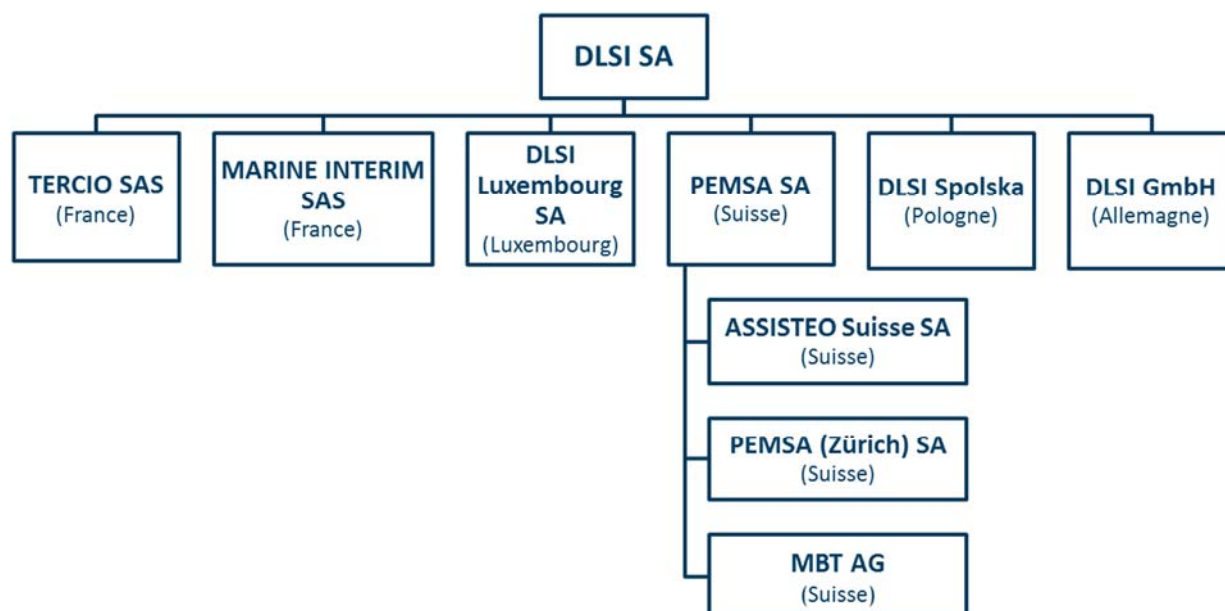 DLSI SA
TERCIO SAS
(France)
MARINE INTERIM
SAS
(France)
DLSI
Luxembourg
SA
(Luxembourg)
PEMSA SA
(Suisse)
DLSI Spolska
(Pologne)
DLSI GmbH
(Allemagne)
ASSISTEO Suisse SA
(Suisse)
PEMSA (Zürich) SA
(Suisse)
MBT AG
(Suisse)